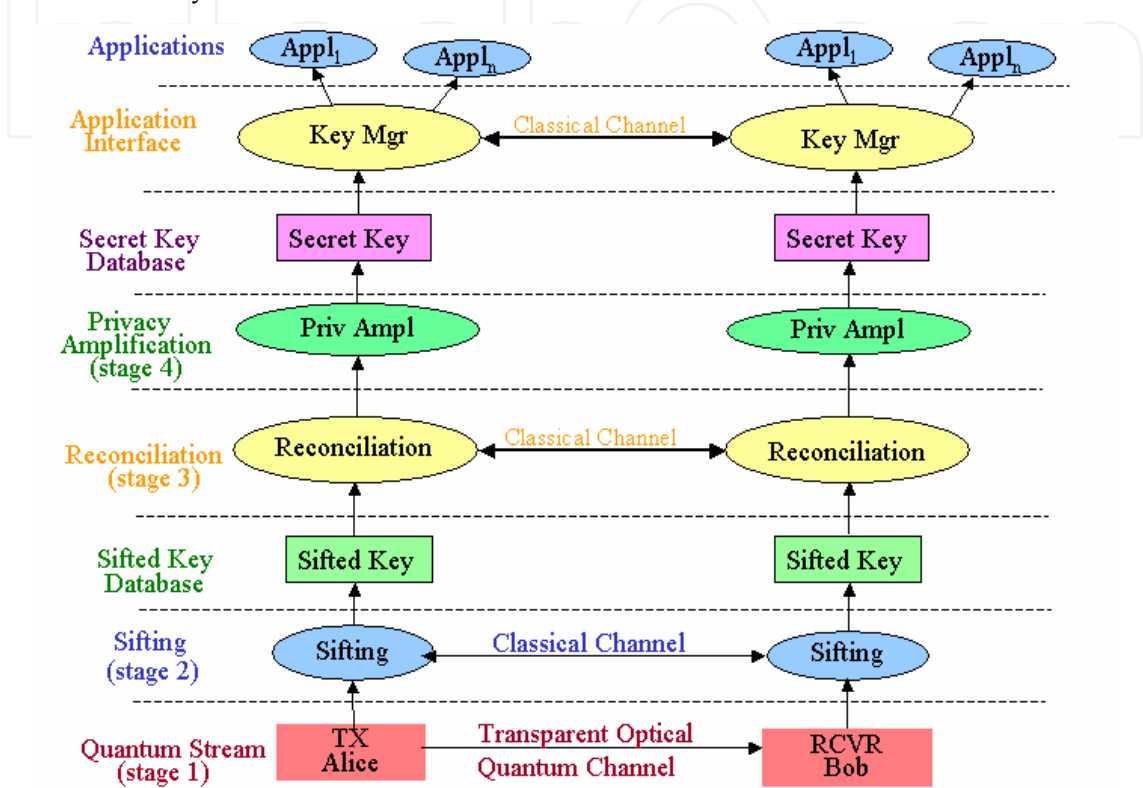 Applications
Appl1
Appln
Appl1
Appln
Application
Interface
Key Mgr
Classical Channel
Key Mgr
Secret Key
Database
Secret Key
Secret Key
Privacy
Amplification
(stage 4)
Priv Ampl
Priv Ampl
Reconciliation
(stage 3)
Reconciliation
Classical Channel
Reconciliation
Sifted Key
Database
Sifted Key
Sifted Key
Sifting
(stage 2)
Sifting
Classical Channel
Sifting
Quantum Stream
(stage 1)
TX
Alice
Transparent Optical
Quantum Channel
RCVR
Bob